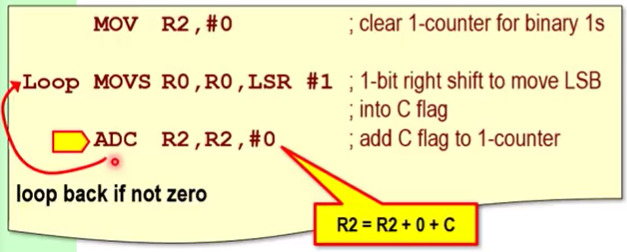 MOV R2,#0 ; clear 1-counter for binary 1s
Loop MOVS R0,R0,LSR #1 ; 1-bit right shift to move LSB
; into C flag
ADC R2,R2,#0 ; add C flag to 1-counter
loop back if not zero
R2 = R2 + 0 + C